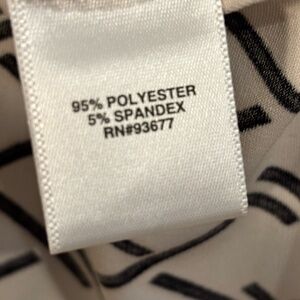 95% POLYESTER
5% SPANDEX
RN#93677